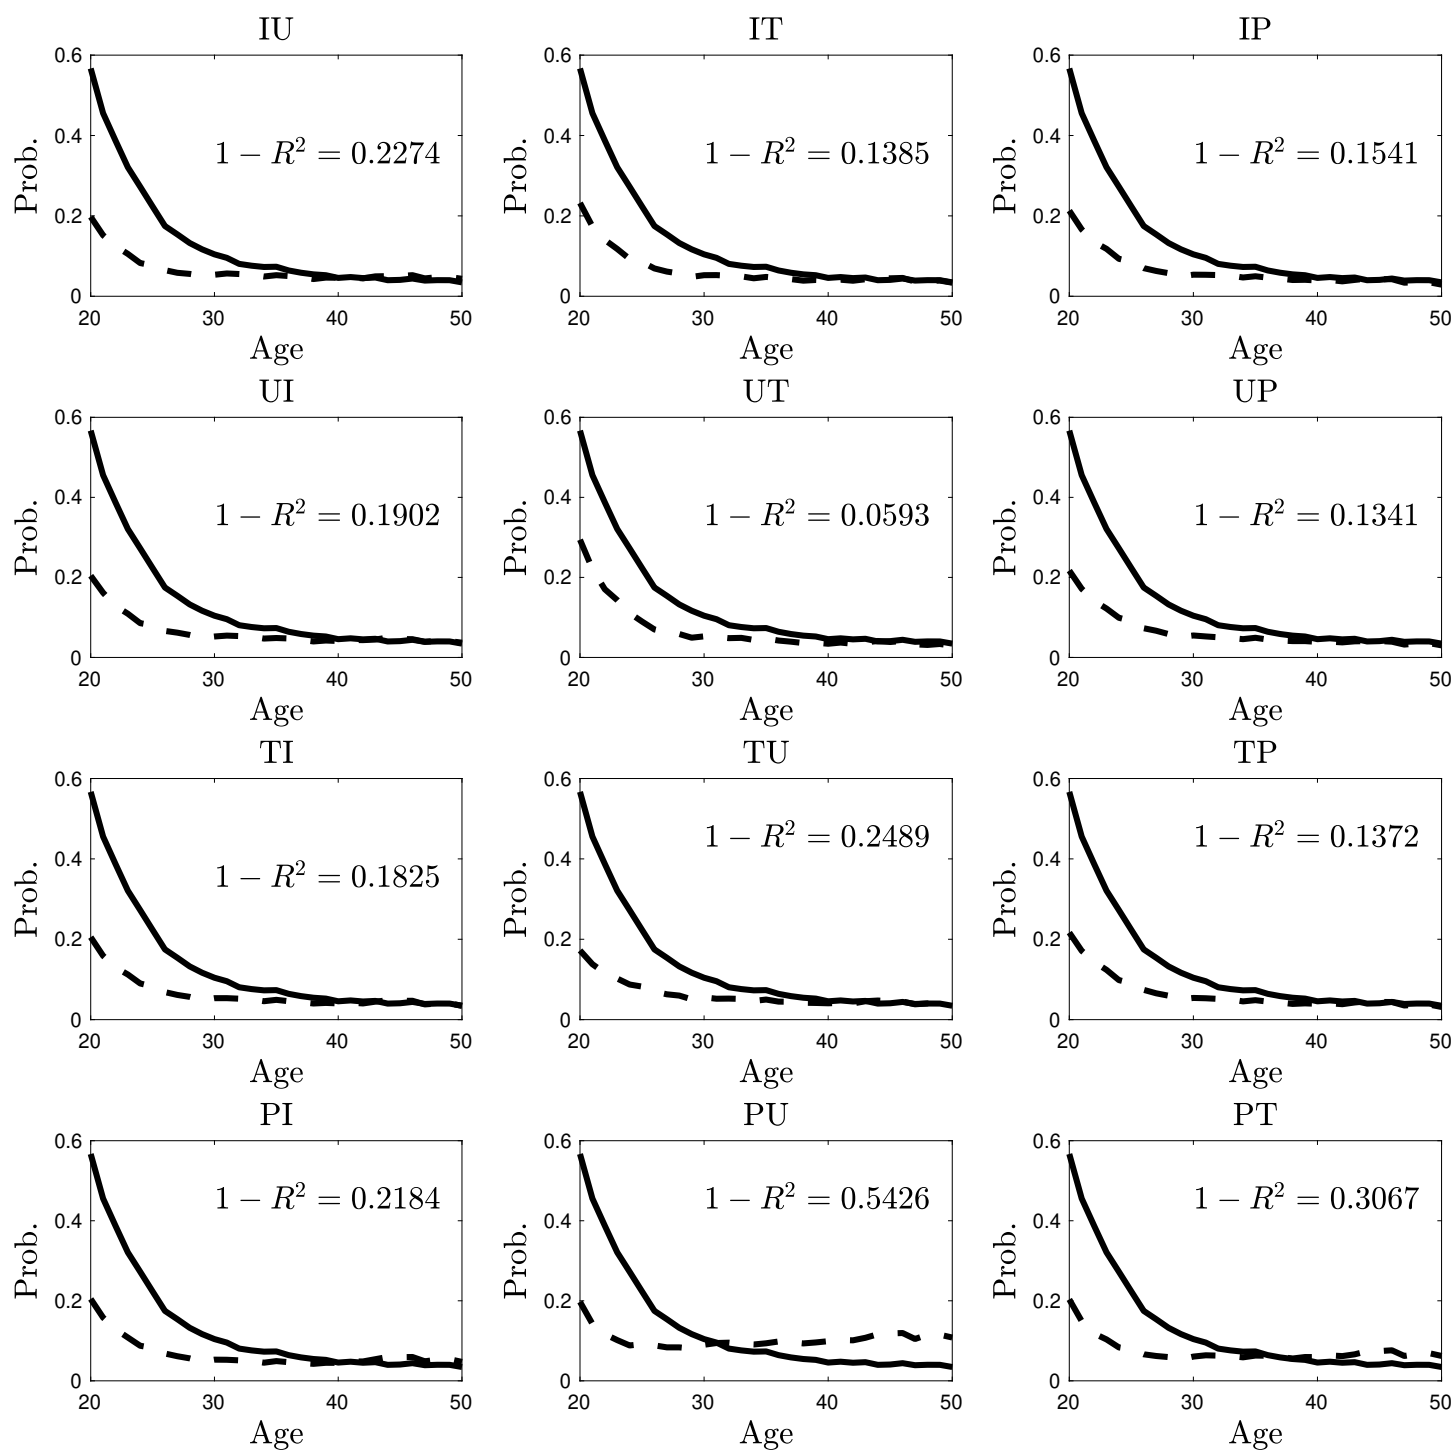 IU
0.6
0.4
0.2
0
Prob.
1 − R² = 0.2274
20 30 40 50
Age
IT
0.6
0.4
0.2
0
Prob.
1 − R² = 0.1385
20 30 40 50
Age
IP
0.6
0.4
0.2
0
Prob.
1 − R² = 0.1541
20 30 40 50
Age
UI
0.6
0.4
0.2
0
Prob.
1 − R² = 0.1902
20 30 40 50
Age
UT
0.6
0.4
0.2
0
Prob.
1 − R² = 0.0593
20 30 40 50
Age
UP
0.6
0.4
0.2
0
Prob.
1 − R² = 0.1341
20 30 40 50
Age
TI
0.6
0.4
0.2
0
Prob.
1 − R² = 0.1825
20 30 40 50
Age
TU
0.6
0.4
0.2
0
Prob.
1 − R² = 0.2489
20 30 40 50
Age
TP
0.6
0.4
0.2
0
Prob.
1 − R² = 0.1372
20 30 40 50
Age
PI
0.6
0.4
0.2
0
Prob.
1 − R² = 0.2184
20 30 40 50
Age
PU
0.6
0.4
0.2
0
Prob.
1 − R² = 0.5426
20 30 40 50
Age
PT
0.6
0.4
0.2
0
Prob.
1 − R² = 0.3067
20 30 40 50
Age